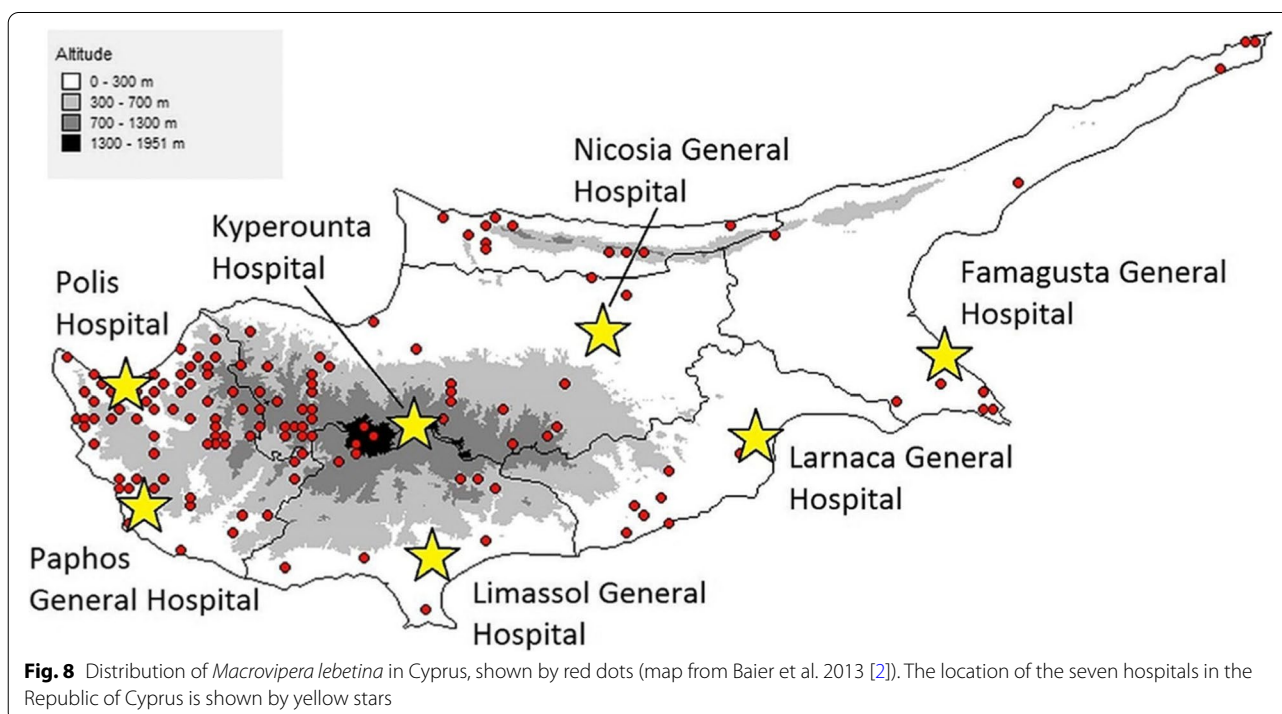 Altitude
0 - 300 m
300 - 700 m
700 - 1300 m
1300 - 1951 m
Nicosia General
Hospital
Kyperounta
Hospital
Polis
Hospital
Famagusta General
Hospital
Larnaca General
Hospital
Paphos
General Hospital
Limassol General
Hospital
Fig. 8 Distribution of Macrovipera lebetina in Cyprus, shown by red dots (map from Baier et al. 2013 [2]). The location of the seven hospitals in the
Republic of Cyprus is shown by yellow stars